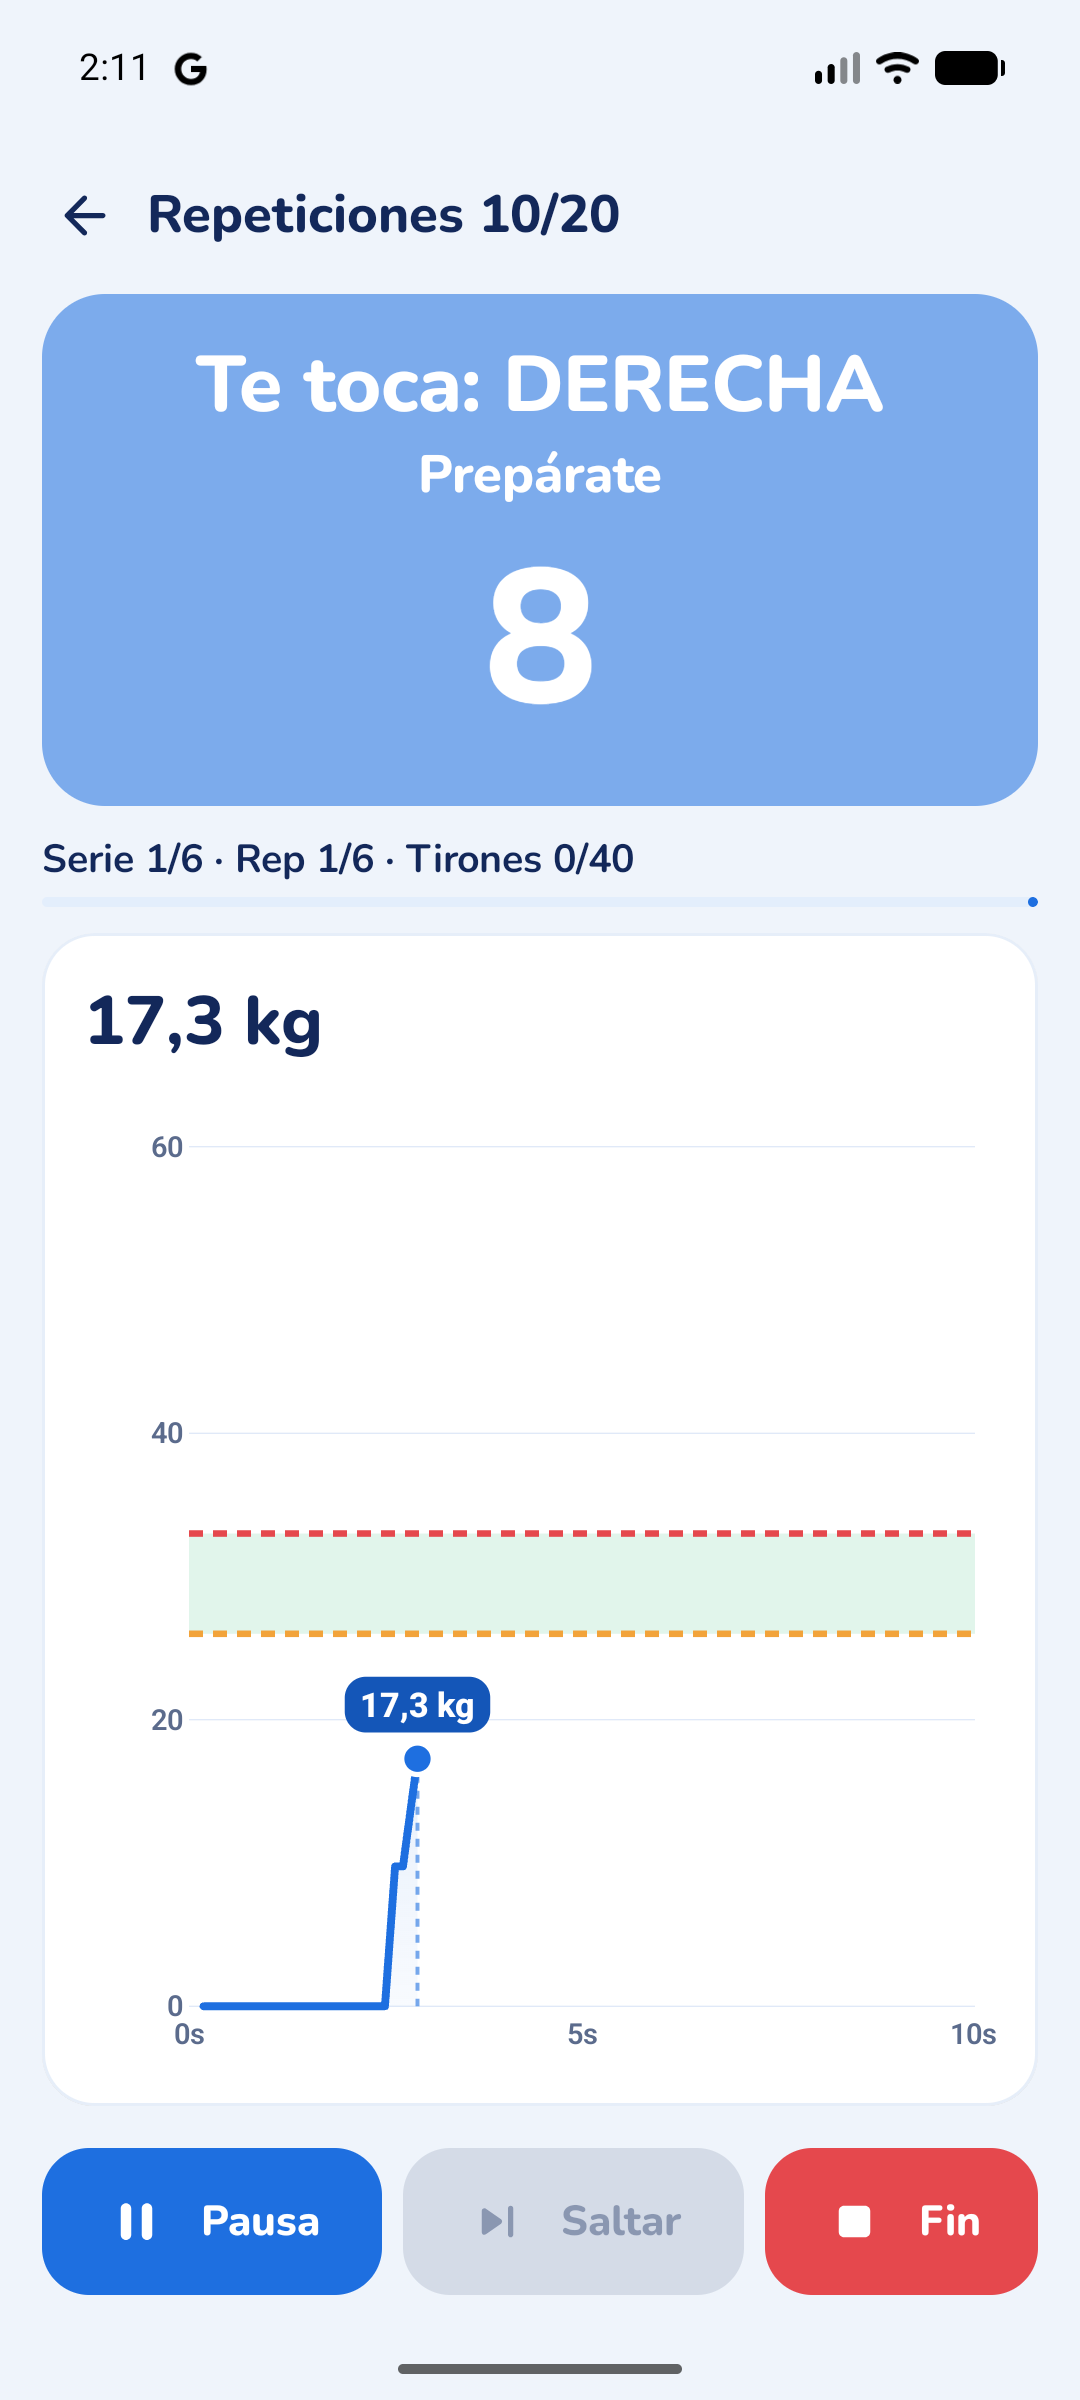 2:11 G
Repeticiones 10/20
Te toca: DERECHA
Prepárate
8
Serie 1/6 · Rep 1/6 · Tirones 0/40
17,3 kg
60
40
17,3 kg
20
0
0s 5s 10s
Pausa Saltar Fin